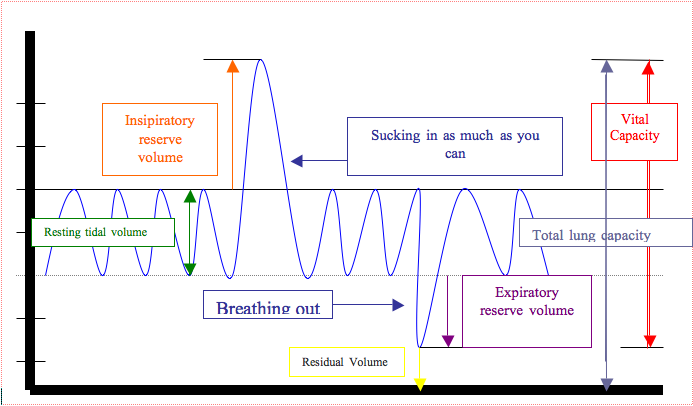 Insipiratory
reserve
volume
Sucking in as much as you
can
Vital
Capacity
Resting tidal volume
Total lung capacity
Breathing out
Expiratory
reserve volume
Residual Volume